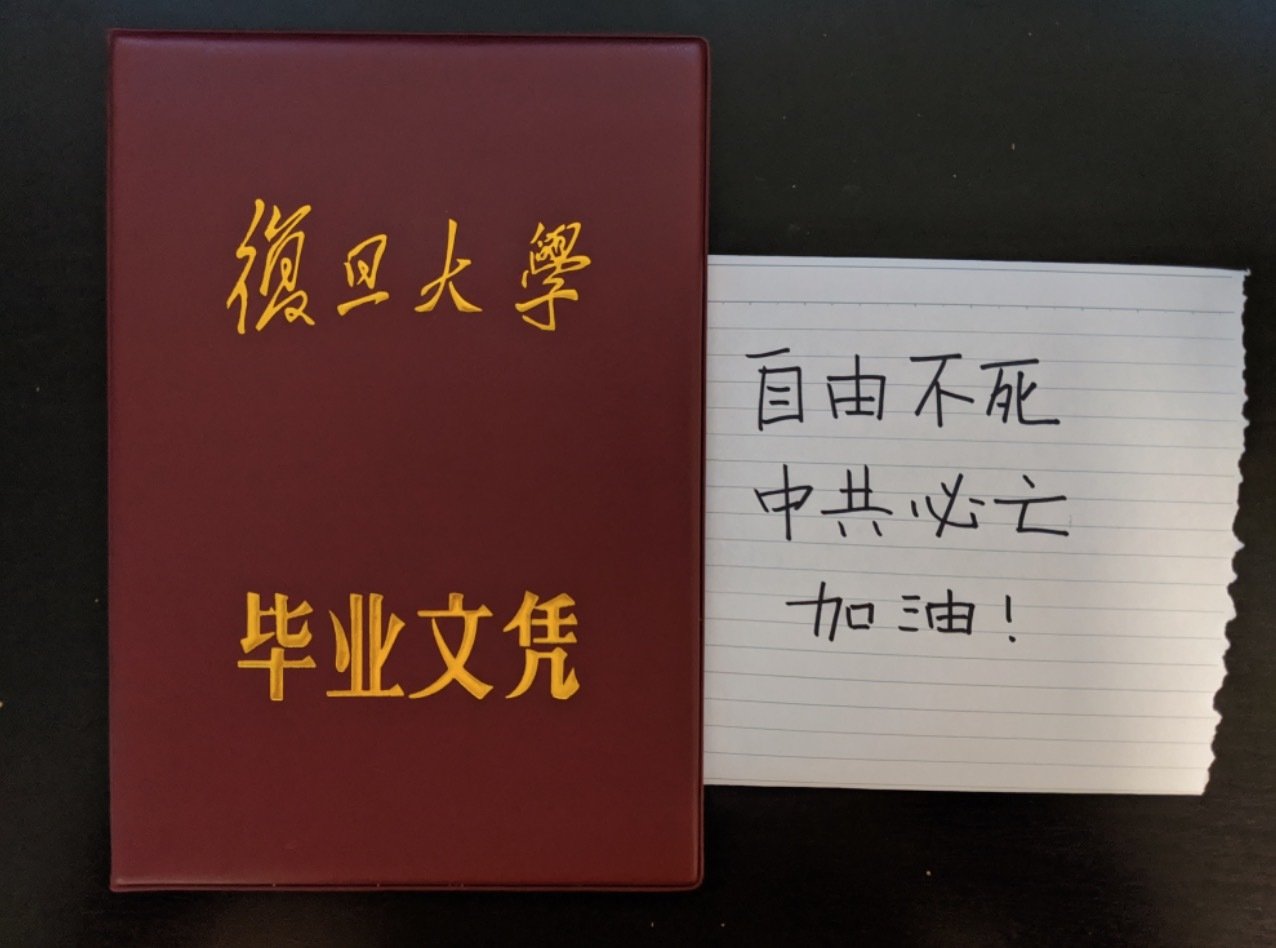 復旦大學
毕业文凭
自由不死
中共必亡
加油！